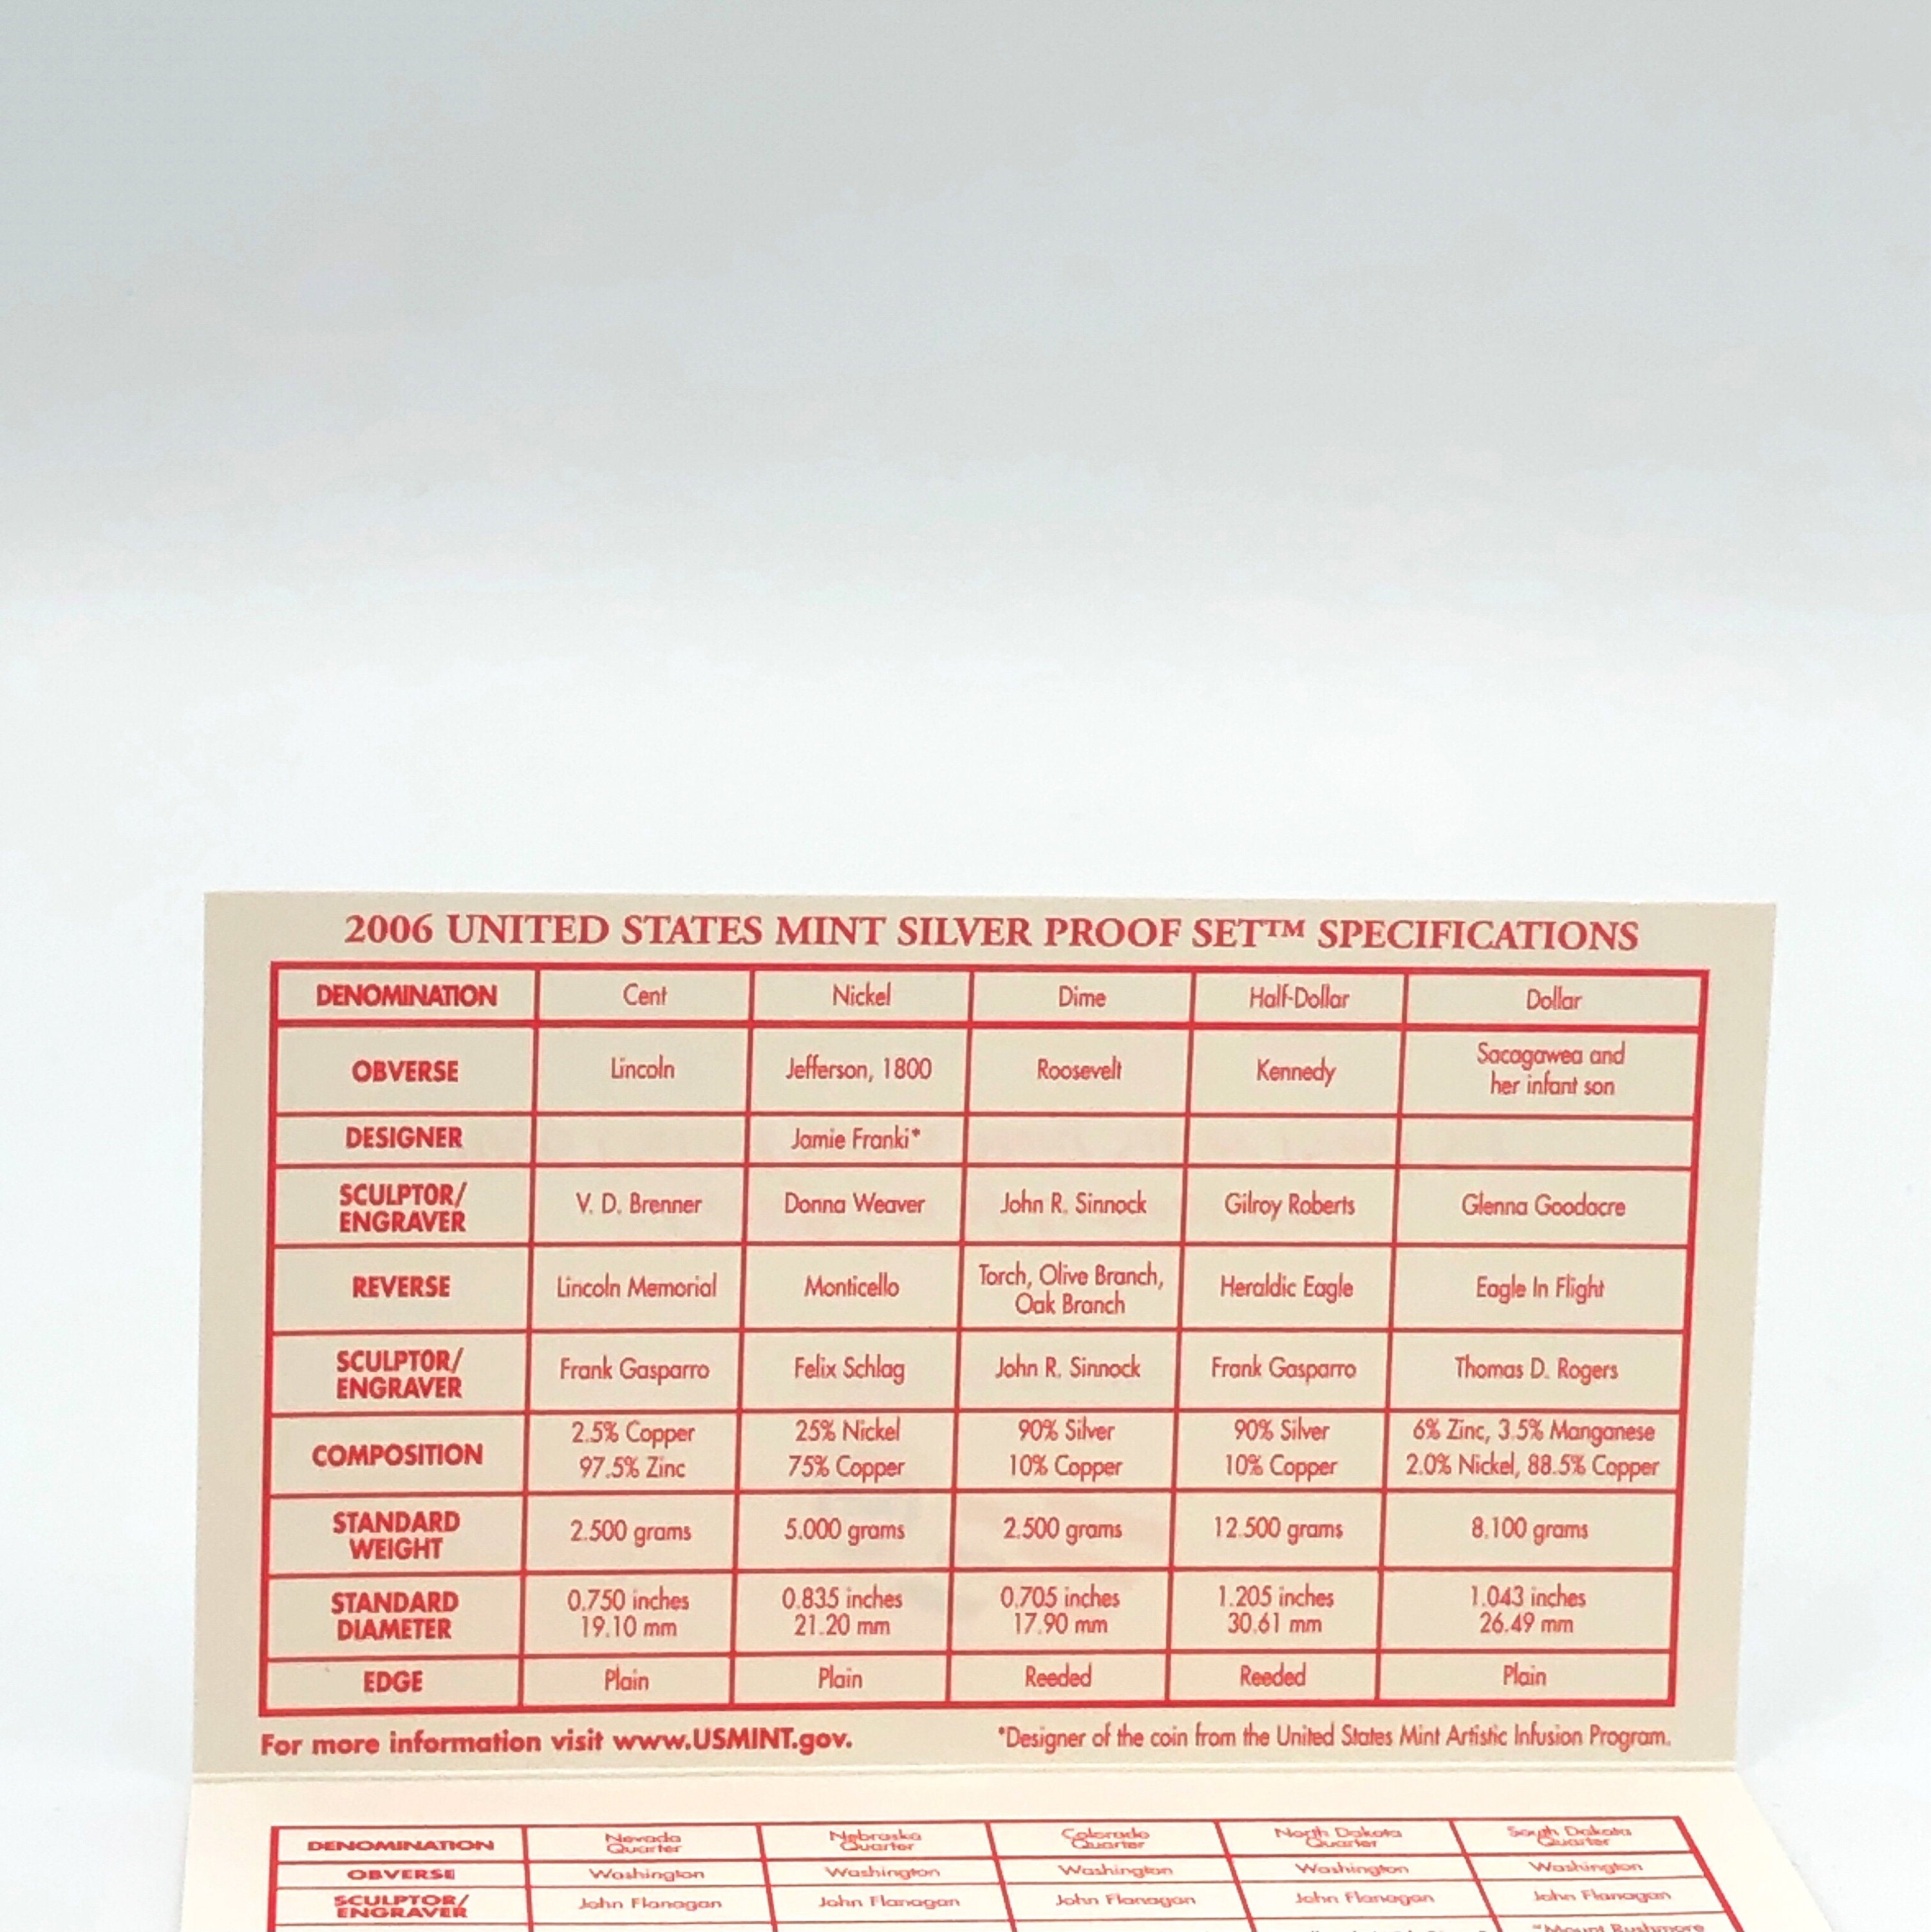 2006 UNITED STATES MINT SILVER PROOF SET™ SPECIFICATIONS
DENOMINATION Cent Nickel Dime Half-Dollar Dollar
OBVERSE Lincoln Jefferson, 1800 Roosevelt Kennedy Sacagawea and
her infant son
DESIGNER Jamie Franki*
SCULPTOR/
ENGRAVER V. D. Brenner Donna Weaver John R. Sinnock Gilroy Roberts Glenna Goodacre
REVERSE Lincoln Memorial Monticello Torch, Olive Branch,
Oak Branch Heraldic Eagle Eagle In Flight
SCULPTOR/
ENGRAVER Frank Gasparro Felix Schlag John R. Sinnock Frank Gasparro Thomas D. Rogers
COMPOSITION 2.5% Copper 25% Nickel 90% Silver 90% Silver 6% Zinc, 3.5% Manganese
97.5% Zinc 75% Copper 10% Copper 10% Copper 2.0% Nickel, 88.5% Copper
STANDARD
WEIGHT 2.500 grams 5.000 grams 2.500 grams 12.500 grams 8.100 grams
STANDARD 0.750 inches 0.835 inches 0.705 inches 1.205 inches 1.043 inches
DIAMETER 19.10 mm 21.20 mm 17.90 mm 30.61 mm 26.49 mm
EDGE Plain Plain Reeded Reeded Plain
For more information visit www.USMINT.gov. *Designer of the coin from the United States Mint Artistic Infusion Program.
DENOMINATION Nevada Nebraska Colorado North Dakota South Dakota
Quarter Quarter Quarter Quarter Quarter
OBVERSE Washington Washington Washington Washington Washington
SCULPTOR/
ENGRAVER John Flanagan John Flanagan John Flanagan John Flanagan John Flanagan
"Mount Rushmore